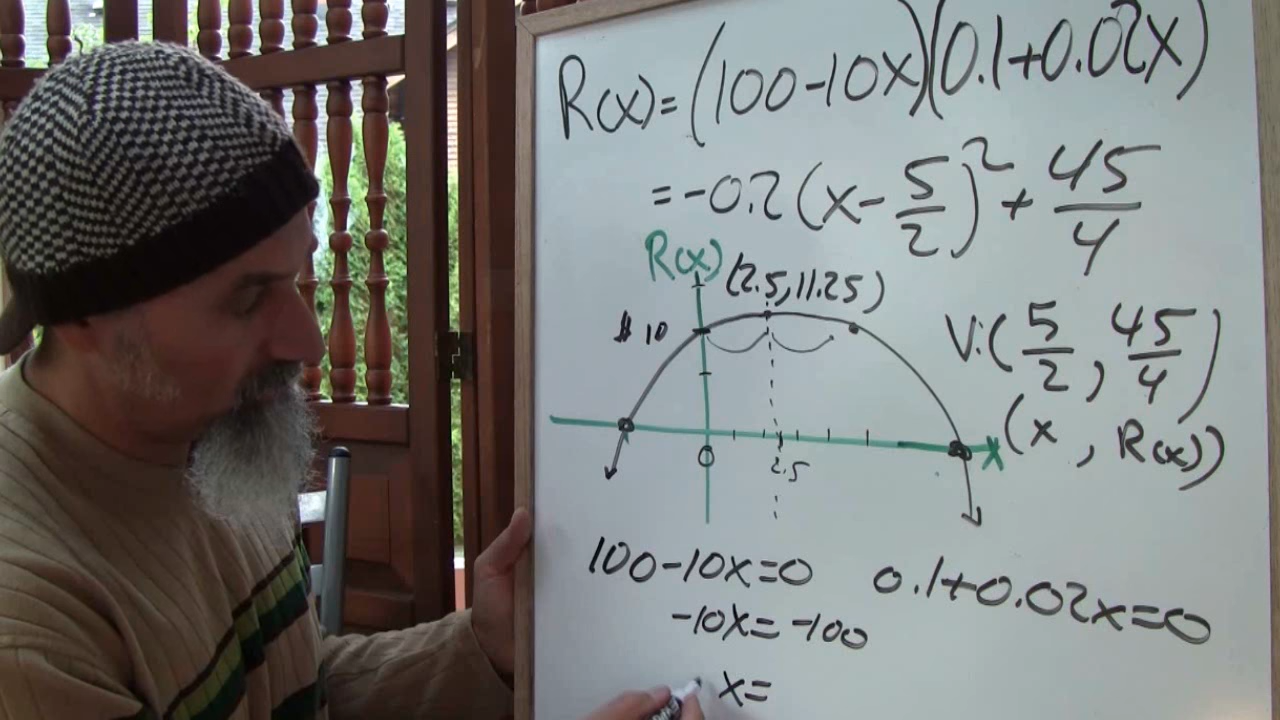 R(x) = (100-10x)(0.1+0.02x)
= -0.2(x - 5/2)² + 45/4
R(x)
(2.5, 11.25)
$10
V: (5/2, 45/4)
(x, R(x))
x
0
2.5
100-10x=0
0.1+0.02x=0
-10x = -100
x=